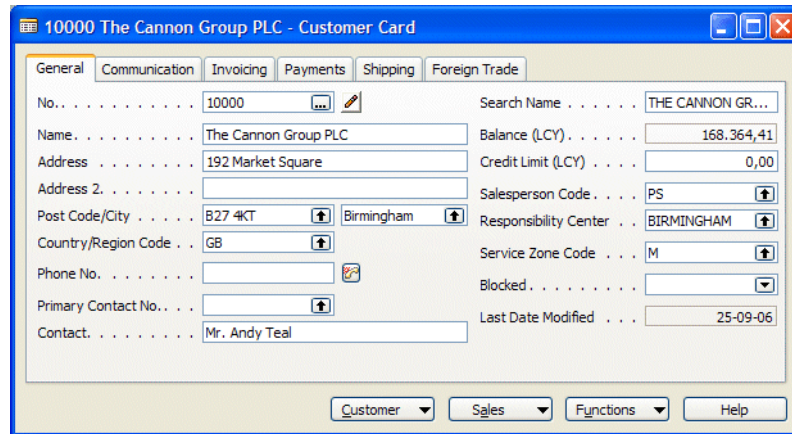 10000 The Cannon Group PLC - Customer Card
General Communication Invoicing Payments Shipping Foreign Trade
No. . . . . . . . . . . . 10000 ... Search Name . . . . . . THE CANNON GR...
Name. . . . . . . . . . . The Cannon Group PLC Balance (LCY) . . . . . . 168.364,41
Address . . . . . . . . . 192 Market Square Credit Limit (LCY) . . . . 0,00
Address 2. . . . . . . .
Salesperson Code. . . . PS
Post Code/City . . . . . B27 4KT Birmingham Responsibility Center . . BIRMINGHAM
Country/Region Code . . GB
Service Zone Code . . . M
Phone No. . . . . . . .
Blocked. . . . . . . . .
Primary Contact No. . . .
Last Date Modified . . . 25-09-06
Contact. . . . . . . . . Mr. Andy Teal
Customer Sales Functions Help